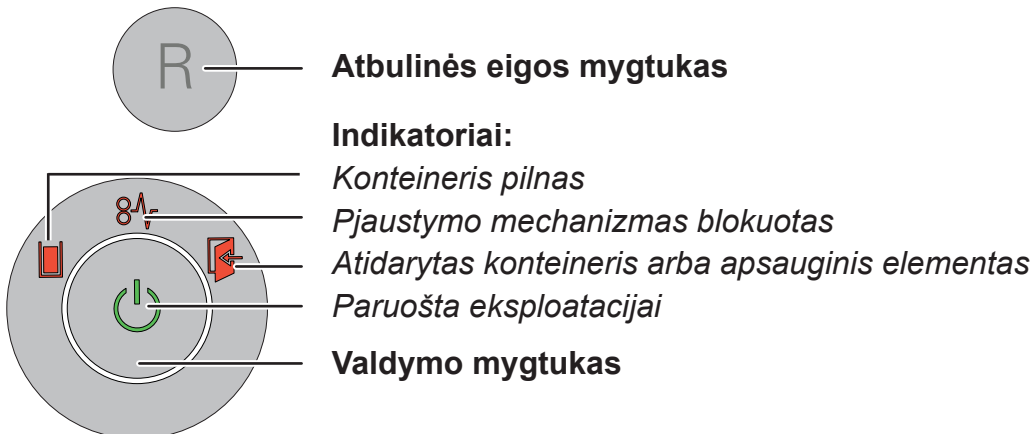 R
Atbulinės eigos mygtukas
Indikatoriai:
Konteineris pilnas
Pjaustymo mechanizmas blokuotas
Atidarytas konteineris arba apsauginis elementas
Paruošta eksploatacijai
Valdymo mygtukas